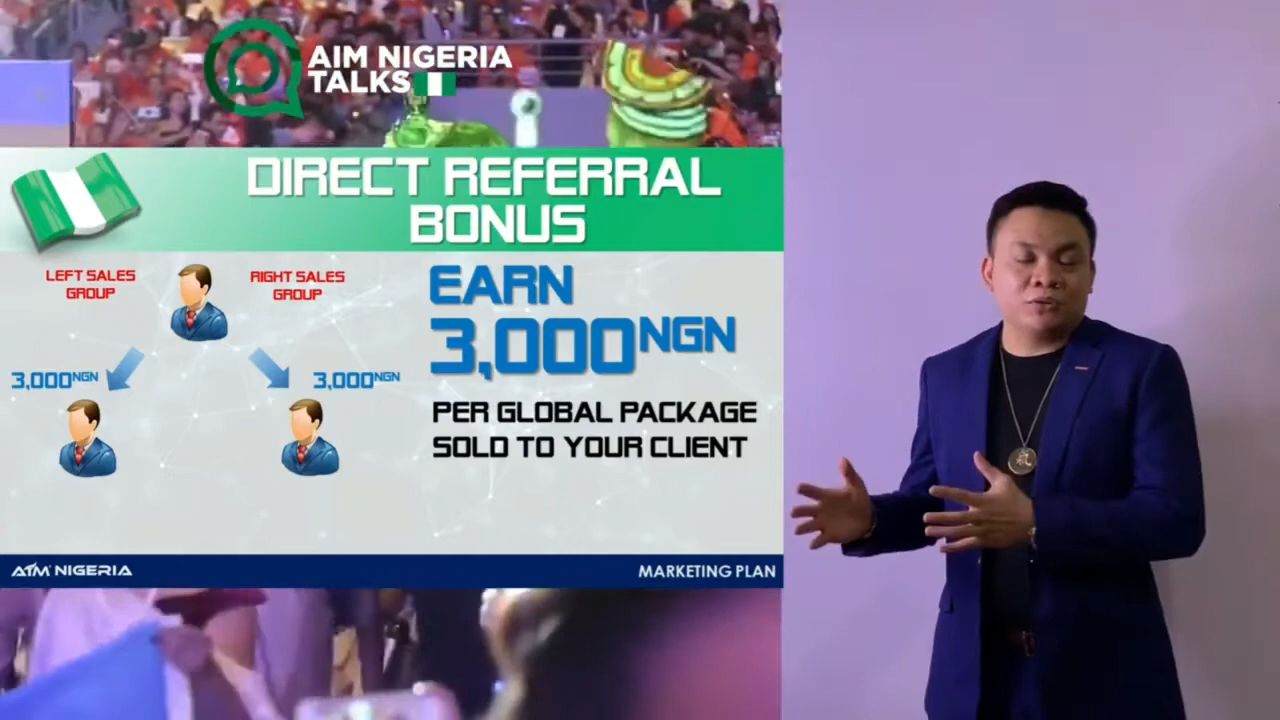 AIM NIGERIA
TALKS
DIRECT REFERRAL
BONUS
LEFT SALES
GROUP
RIGHT SALES
GROUP
EARN
3,000NGN
3,000NGN
3,000NGN
PER GLOBAL PACKAGE
SOLD TO YOUR CLIENT
AIM NIGERIA
MARKETING PLAN